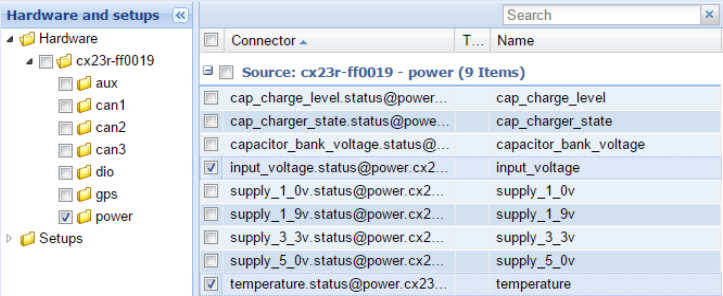 Hardware and setups
Hardware
cx23r-ff0019
aux
can1
can2
can3
dio
gps
power
Setups
Search
Connector T... Name
Source: cx23r-ff0019 - power (9 Items)
cap_charge_level.status@power... cap_charge_level
cap_charger_state.status@powe... cap_charger_state
capacitor_bank_voltage.status@... capacitor_bank_voltage
input_voltage.status@power.cx2... input_voltage
supply_1_0v.status@power.cx2... supply_1_0v
supply_1_9v.status@power.cx2... supply_1_9v
supply_3_3v.status@power.cx2... supply_3_3v
supply_5_0v.status@power.cx2... supply_5_0v
temperature.status@power.cx23... temperature